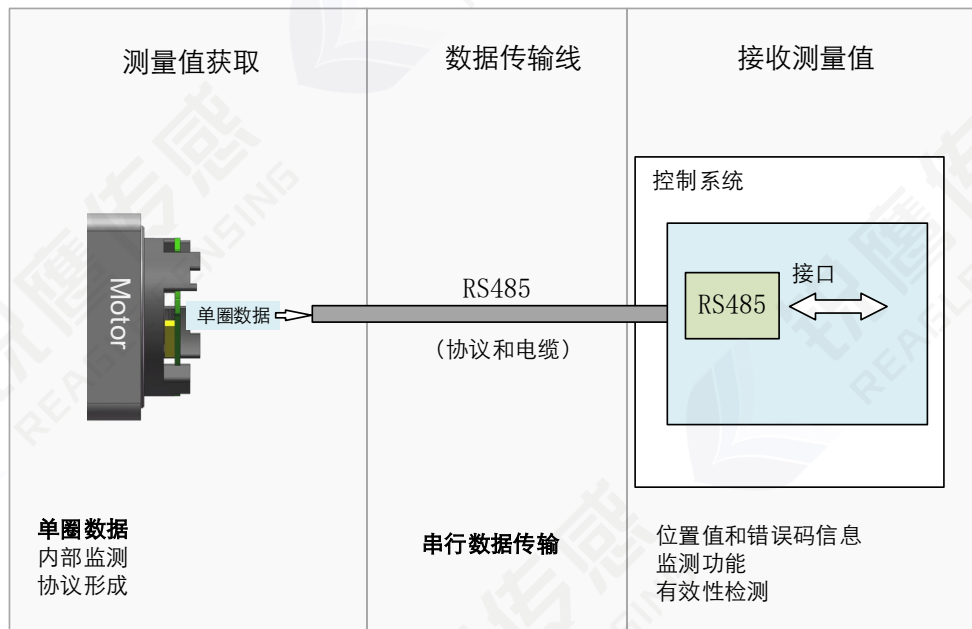 测量值获取
数据传输线
接收测量值
控制系统
Motor
单圈数据
RS485
(协议和电缆)
RS485
接口
单圈数据
内部监测
协议形成
串行数据传输
位置值和错误码信息
监测功能
有效性检测